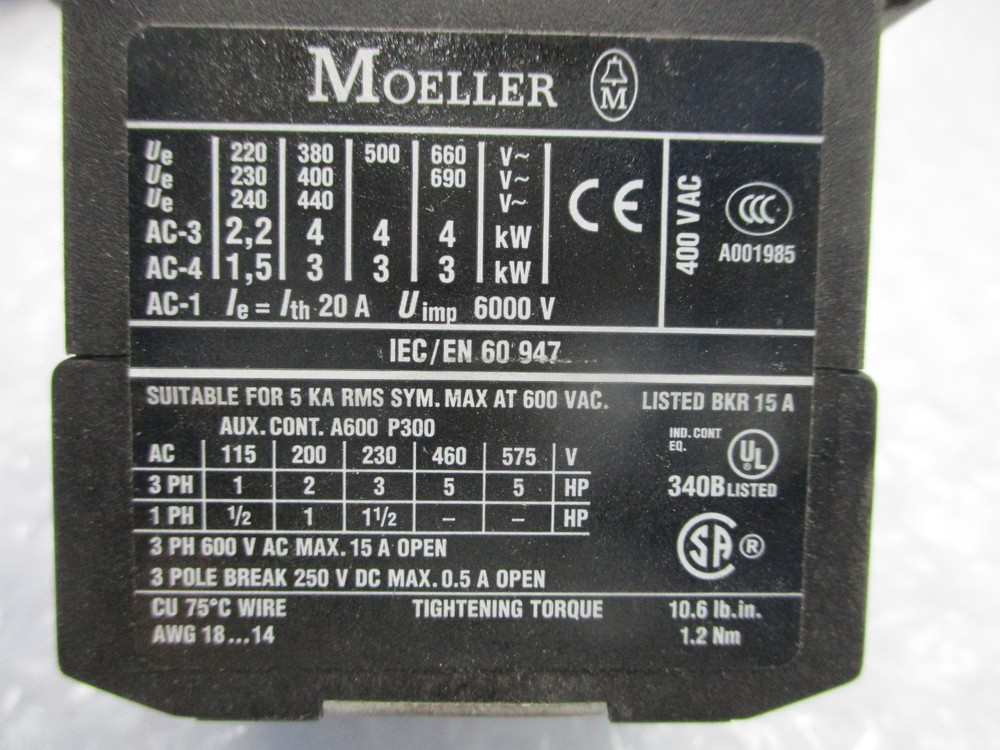 MOELLER M
Ue 220 380 500 660 V~
Ue 230 400 690 V~
Ue 240 440 V~
AC-3 2,2 4 4 4 kW
AC-4 1,5 3 3 3 kW
AC-1 Ie = Ith 20 A Uimp 6000 V
CE
400 VAC
CCC
A001985
IEC/EN 60 947
SUITABLE FOR 5 KA RMS SYM. MAX AT 600 VAC. LISTED BKR 15 A
AUX. CONT. A600 P300
AC 115 200 230 460 575 V
3 PH 1 2 3 5 5 HP
1 PH 1/2 1 1 1/2 – – HP
IND. CONT
EQ.
UL ®
340B LISTED
SA ®
3 PH 600 V AC MAX. 15 A OPEN
3 POLE BREAK 250 V DC MAX. 0.5 A OPEN
CU 75°C WIRE TIGHTENING TORQUE 10.6 lb.in.
AWG 18...14 1.2 Nm